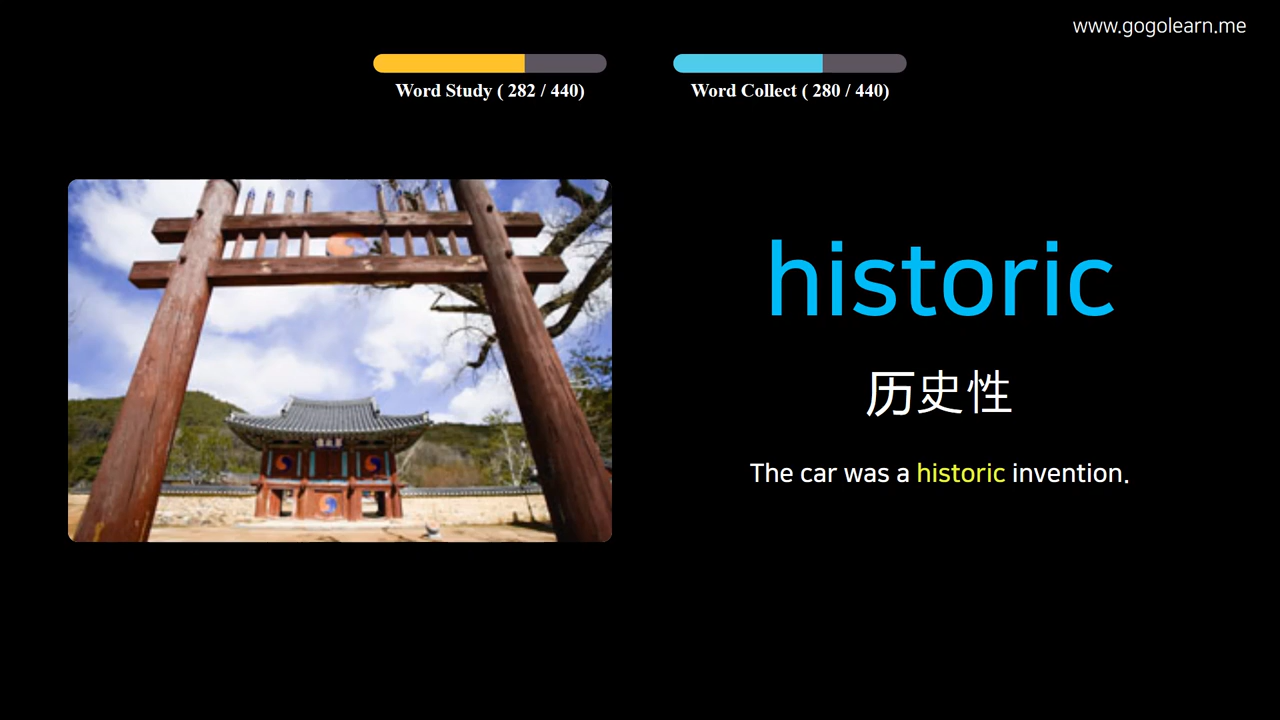 www.gogolearn.me
Word Study ( 282 / 440)
Word Collect ( 280 / 440)
historic
历史性
The car was a historic invention.